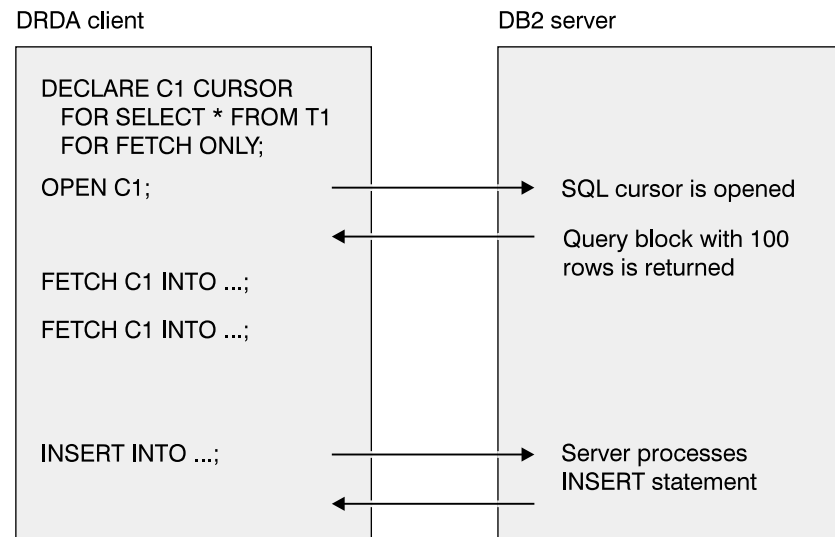 DRDA client
DB2 server
DECLARE C1 CURSOR
FOR SELECT * FROM T1
FOR FETCH ONLY;
OPEN C1;
SQL cursor is opened
Query block with 100
rows is returned
FETCH C1 INTO ...;
FETCH C1 INTO ...;
INSERT INTO ...;
Server processes
INSERT statement